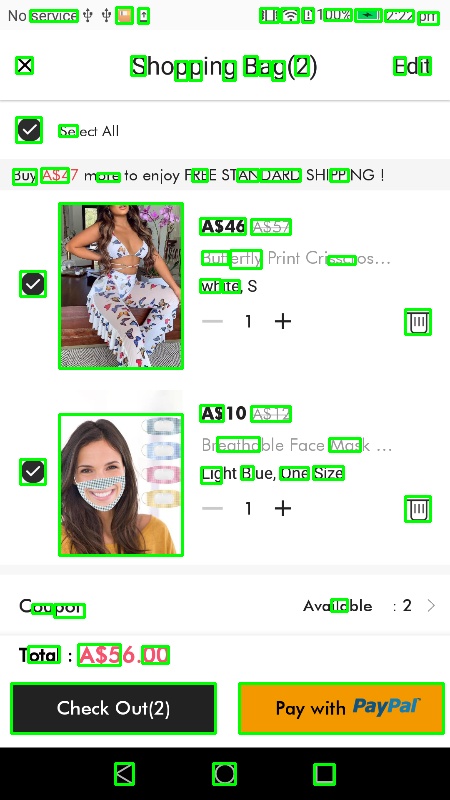 No service 100% 2:22 pm
Shopping Bag(2) Edit
Select All
Buy A$47 more to enjoy FREE STANDARD SHIPPING !
A$46 A$57
Butterfly Print Crisscros...
white, S
1
A$10 A$12
Breathable Face Mask ...
Light Blue, One Size
1
Coupon Available : 2
Total : A$56.00
Check Out(2) Pay with PayPal